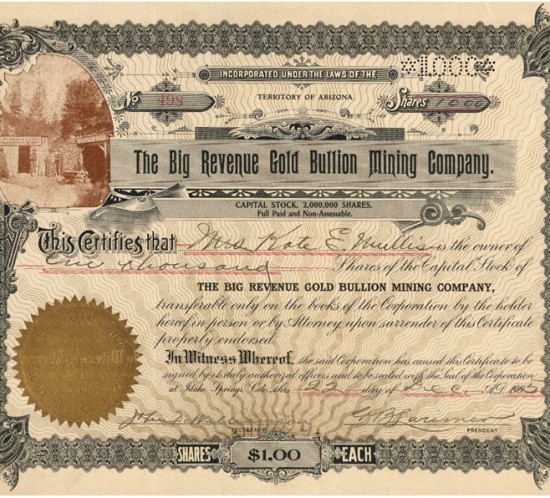 INCORPORATED UNDER THE LAWS OF THE
☆1000☆
No 498
TERRITORY OF ARIZONA
Shares 1000
The Big Revenue Gold Bullion Mining Company.
CAPITAL STOCK, 2,000,000 SHARES.
Full Paid and Non-Assessable.
This Certifies that Mrs Kate E. Mullis is the owner of
One thousand Shares of the Capital Stock of
THE BIG REVENUE GOLD BULLION MINING COMPANY,
transferable only on the books of the Corporation by the holder
hereof in person or by Attorney upon surrender of this Certificate
properly endorsed.
In Witness Whereof, the said Corporation has caused this Certificate to be
signed by its duly authorized officers and to be sealed with the Seal of the Corporation
at Idaho Springs, Colo. this 22 day of Dec. A.D. 190
SECRETARY
PRESIDENT
SHARES $1.00 EACH